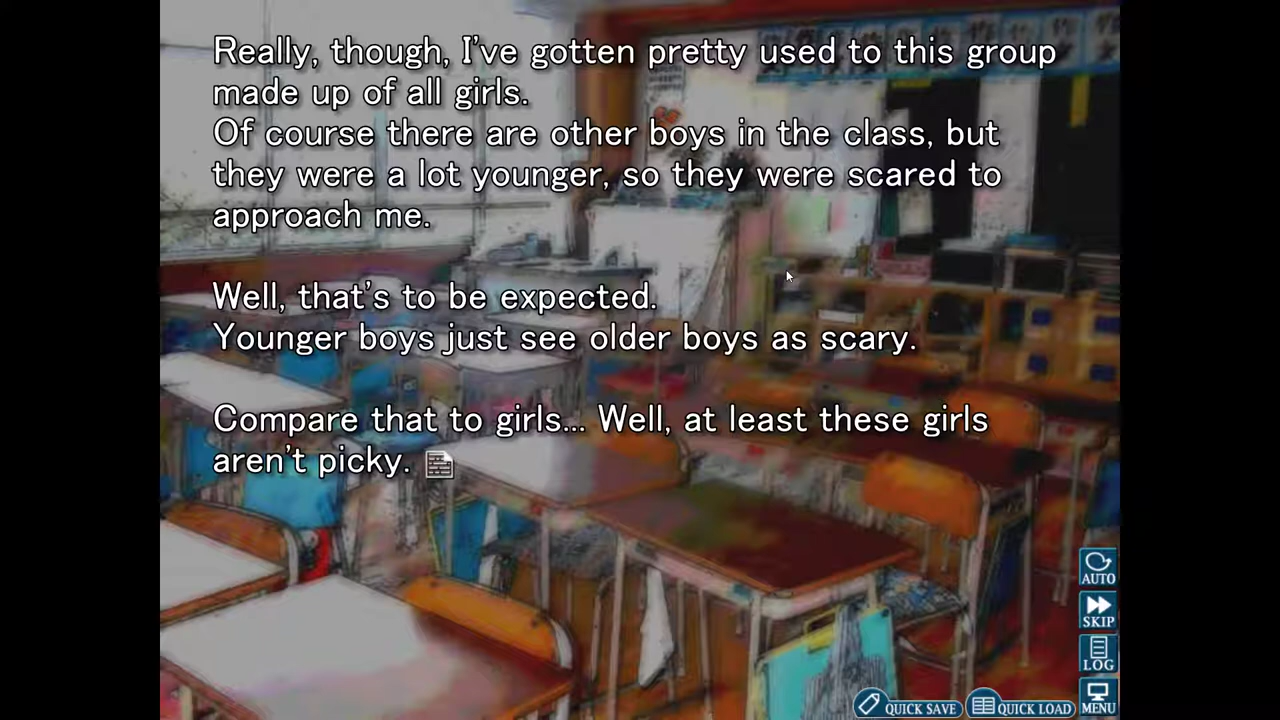 Really, though, I've gotten pretty used to this group
made up of all girls.
Of course there are other boys in the class, but
they were a lot younger, so they were scared to
approach me.
Well, that's to be expected.
Younger boys just see older boys as scary.
Compare that to girls... Well, at least these girls
aren't picky.
AUTO
SKIP
LOG
MENU
QUICK SAVE
QUICK LOAD